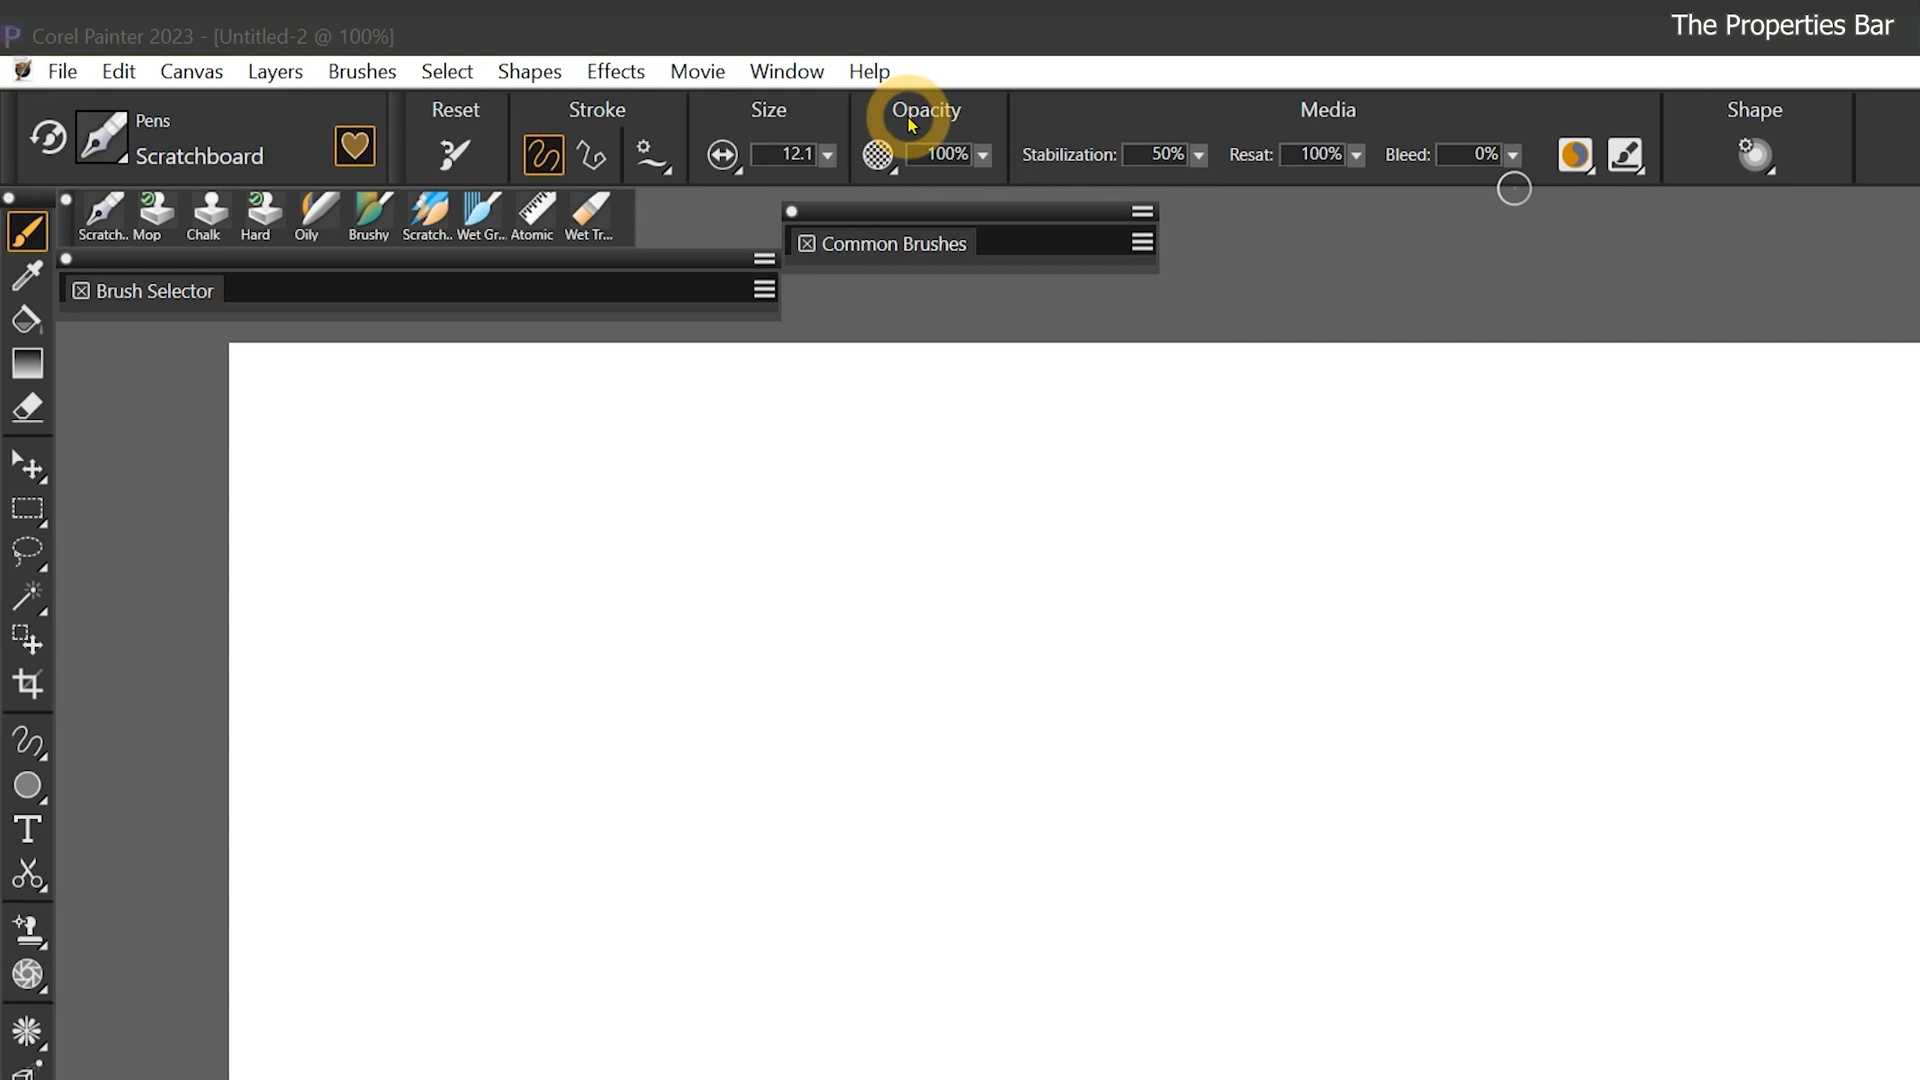 The Properties Bar
Corel Painter 2023 - [Untitled-2 @ 100%]
File Edit Canvas Layers Brushes Select Shapes Effects Movie Window Help
Reset Stroke Size Opacity Media Shape
Pens
Scratchboard
12.1 100% Stabilization: 50% Resat: 100% Bleed: 0%
Scratch.. Mop Chalk Hard Oily Brushy Scratch.. Wet Gr... Atomic Wet Tr...
Common Brushes
Brush Selector